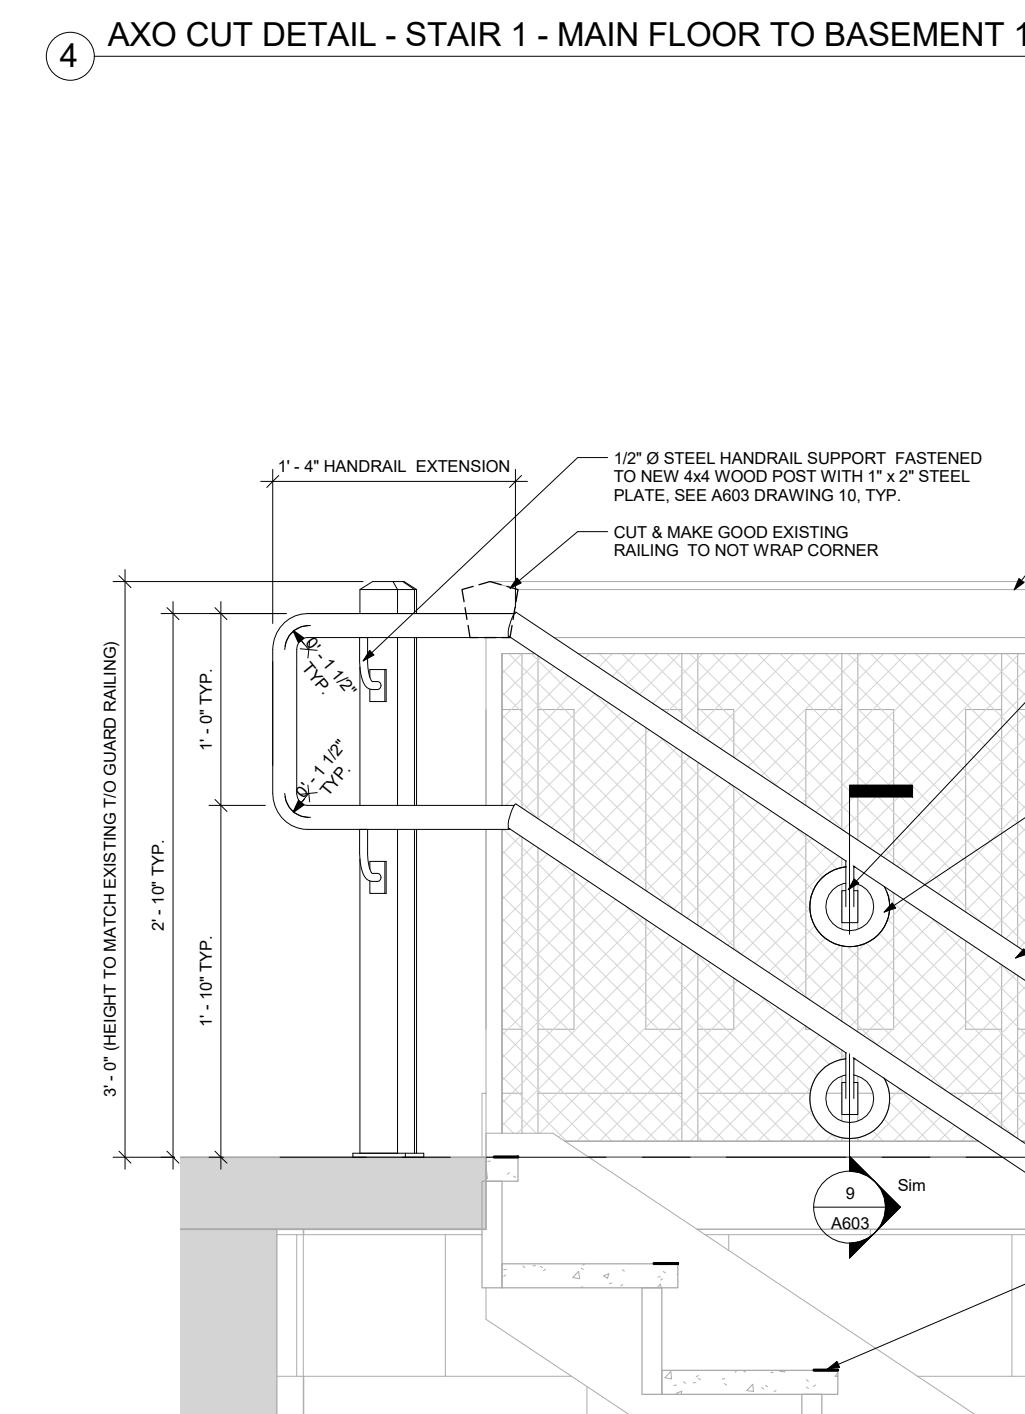 4
AXO CUT DETAIL - STAIR 1 - MAIN FLOOR TO BASEMENT 1
1' - 4" HANDRAIL EXTENSION
1/2" Ø STEEL HANDRAIL SUPPORT FASTENED
TO NEW 4x4 WOOD POST WITH 1" x 2" STEEL
PLATE, SEE A603 DRAWING 10, TYP.
CUT & MAKE GOOD EXISTING
RAILING TO NOT WRAP CORNER
3' - 0" (HEIGHT TO MATCH EXISTING T/O GUARD RAILING)
2' - 10" TYP.
1' - 0" TYP.
1' - 10" TYP.
0' - 1 1/2"
TYP.
0' - 1 1/2"
TYP.
9
A603
Sim